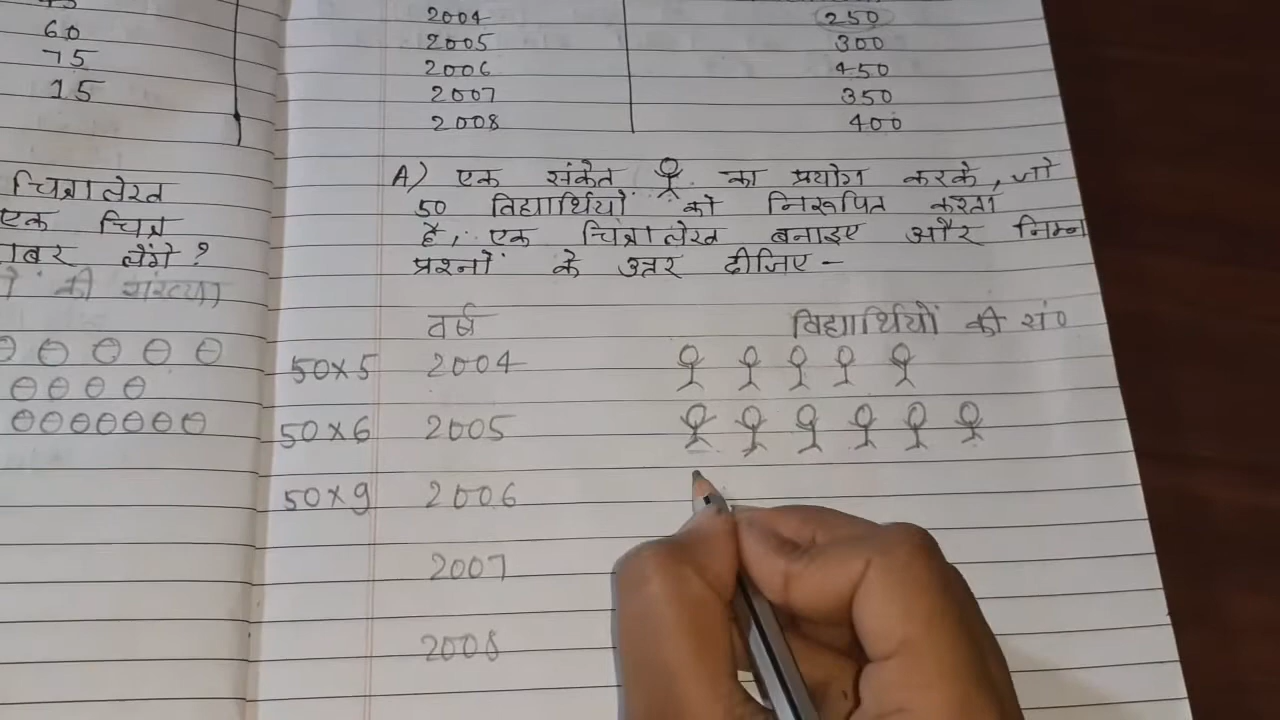 60
75
15
चित्रालेख
एक चित्र
लेंगे ?
की संख्या
2004 250
2005 300
2006 450
2007 350
2008 400
A) एक संकेत का प्रयोग करके, जो
50 विद्यार्थियों को निरूपित करता
है, एक चित्रालेख बनाइए और निम्न
प्रश्नों के उत्तर दीजिए –
वर्ष विद्यार्थियों की सं०
50×5 2004
50×6 2005
50×9 2006
2007
2008